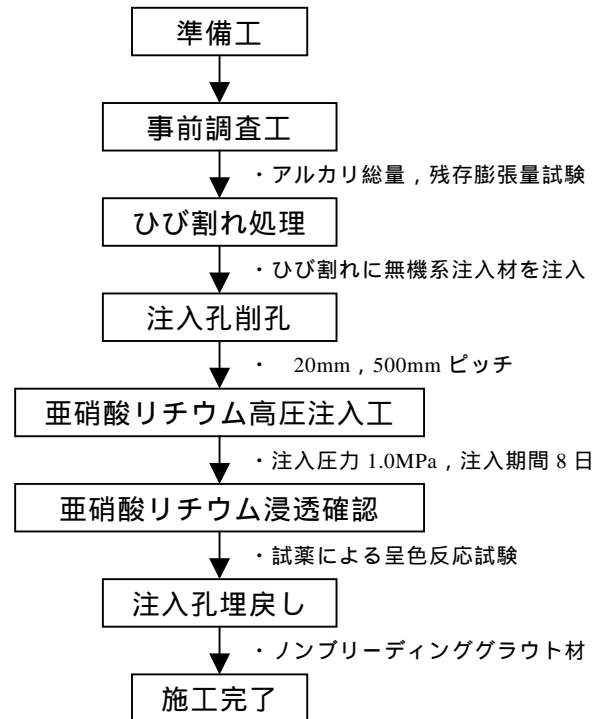 準備工
事前調査工
・アルカリ総量，残存膨張量試験
ひび割れ処理
・ひび割れに無機系注入材を注入
注入孔削孔
・ 20mm，500mm ピッチ
亜硝酸リチウム高圧注入工
・注入圧力 1.0MPa，注入期間 8 日
亜硝酸リチウム浸透確認
・試薬による呈色反応試験
注入孔埋戻し
・ノンブリーディンググラウト材
施工完了